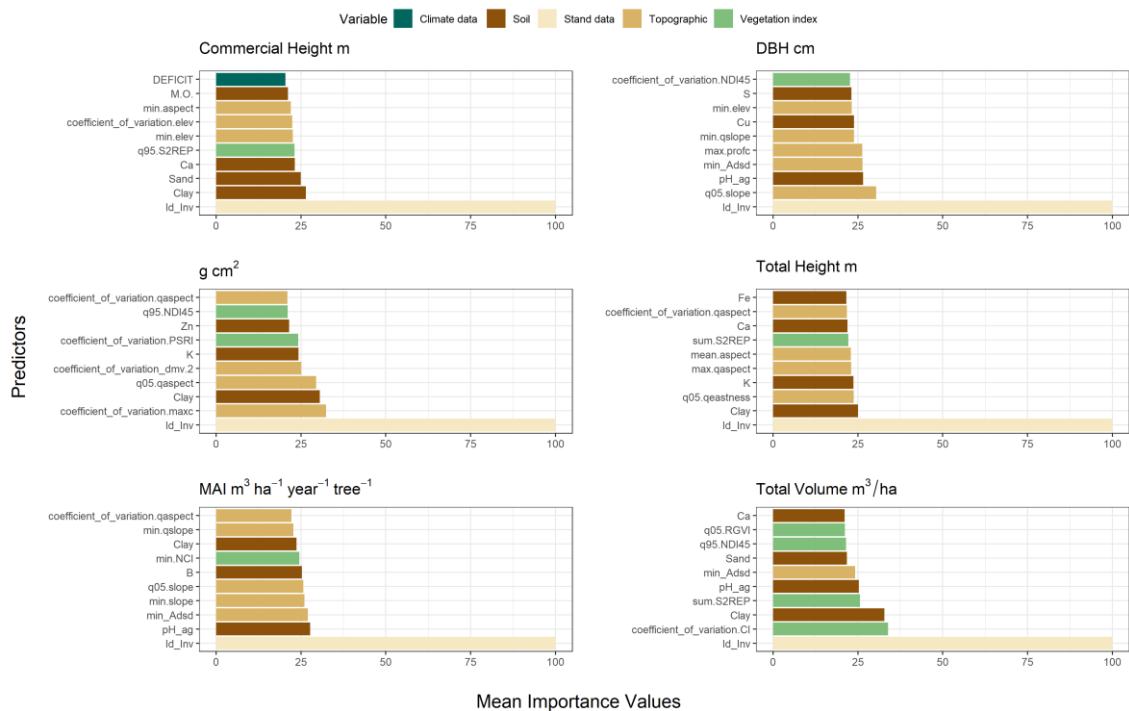 Variable Climate data Soil Stand data Topographic Vegetation index
Commercial Height m
DEFICIT
M.O.
min.aspect
coefficient_of_variation.elev
min.elev
q95.S2REP
Ca
Sand
Clay
Id_Inv
0 25 50 75 100
DBH cm
coefficient_of_variation.NDI45
S
min.elev
Cu
min.qslope
max.profc
min_Adsd
pH_ag
q05.slope
Id_Inv
0 25 50 75 100
g cm²
coefficient_of_variation.qaspect
q95.NDI45
Zn
coefficient_of_variation.PSRI
K
coefficient_of_variation_dmv.2
q05.qaspect
Clay
coefficient_of_variation.maxc
Id_Inv
0 25 50 75 100
Total Height m
Fe
coefficient_of_variation.qaspect
Ca
sum.S2REP
mean.aspect
max.qaspect
K
q05.qeastness
Clay
Id_Inv
0 25 50 75 100
MAI m³ ha⁻¹ year⁻¹ tree⁻¹
coefficient_of_variation.qaspect
min.qslope
Clay
min.NCI
B
q05.slope
min.slope
min_Adsd
pH_ag
Id_Inv
0 25 50 75 100
Total Volume m³/ha
Ca
q05.RGVI
q95.NDI45
Sand
min_Adsd
pH_ag
sum.S2REP
Clay
coefficient_of_variation.CI
Id_Inv
0 25 50 75 100
Predictors
Mean Importance Values